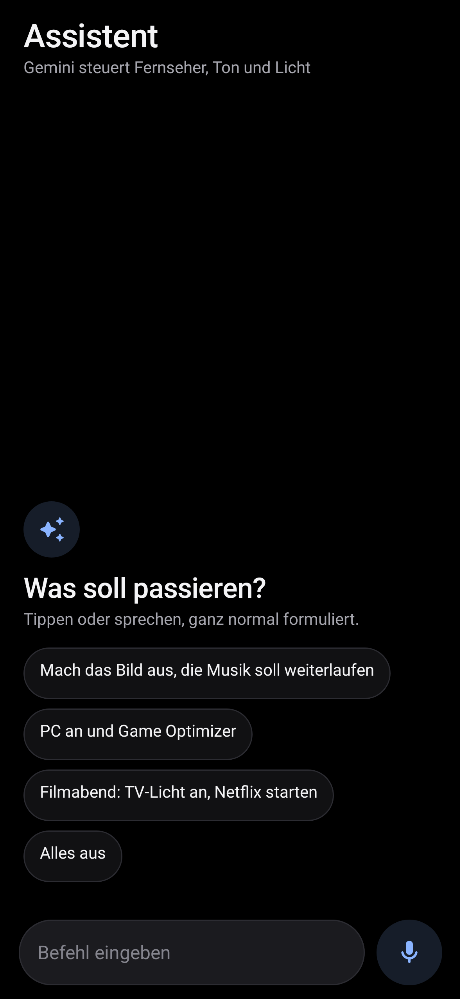 Assistent
Gemini steuert Fernseher, Ton und Licht
Was soll passieren?
Tippen oder sprechen, ganz normal formuliert.
Mach das Bild aus, die Musik soll weiterlaufen
PC an und Game Optimizer
Filmabend: TV-Licht an, Netflix starten
Alles aus
Befehl eingeben